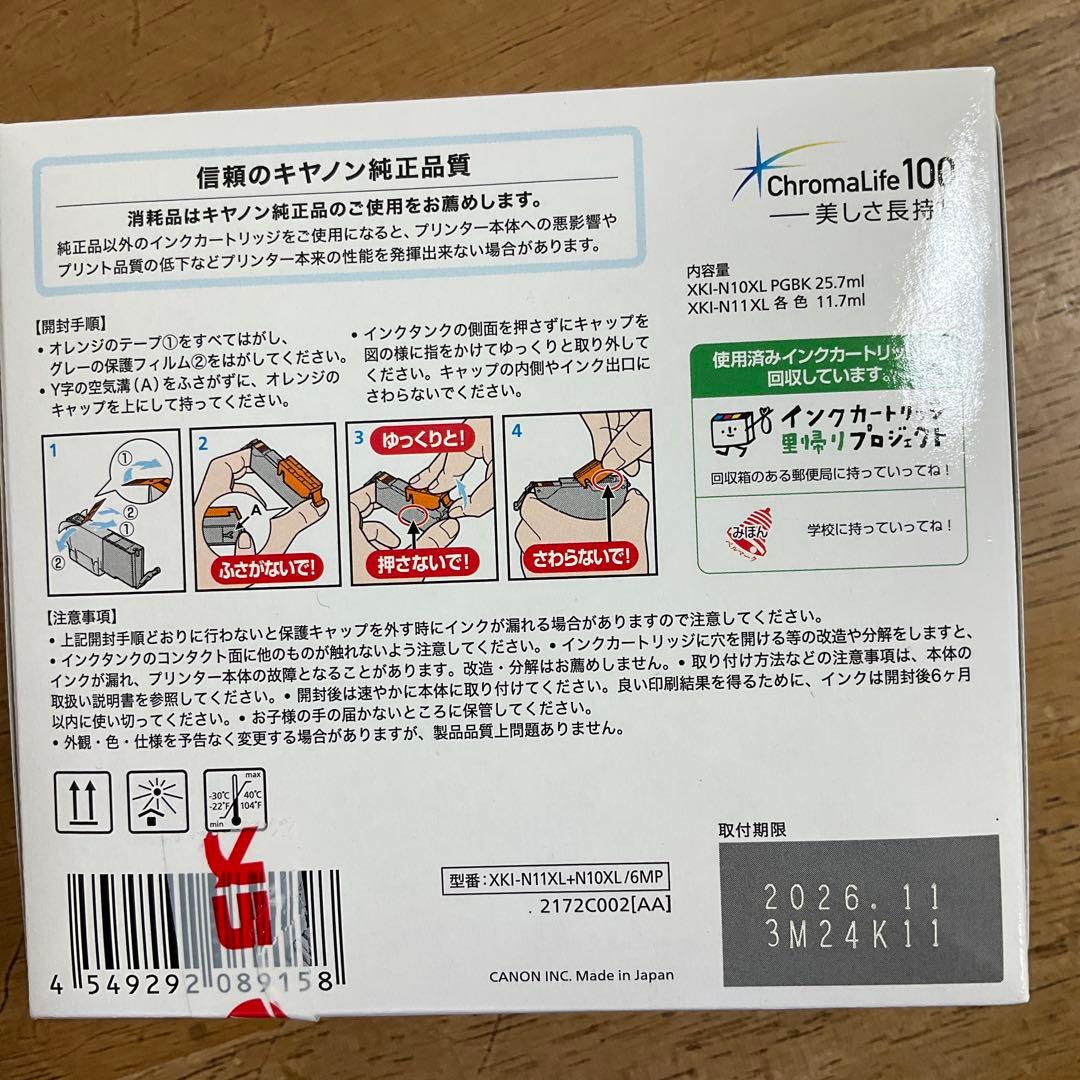 信頼のキヤノン純正品質
消耗品はキヤノン純正品のご使用をお薦めします。
純正品以外のインクカートリッジをご使用になると、プリンター本体への悪影響や
プリント品質の低下などプリンター本来の性能を発揮出来ない場合があります。
ChromaLife100
美しさ長持
内容量
XKI-N10XL PGBK 25.7ml
XKI-N11XL 各色 11.7ml
【開封手順】
・オレンジのテープ①をすべてはがし、
グレーの保護フィルム②をはがしてください。
・Y字の空気溝(A)をふさがずに、オレンジの
キャップを上にして持ってください。
・インクタンクの側面を押さずにキャップを
図の様に指をかけてゆっくりと取り外して
ください。キャップの内側やインク出口に
さわらないでください。
使用済みインクカートリッ
回収しています。
インクカートリッジ
里帰りプロジェクト
回収箱のある郵便局に持っていってね!
みほん
ベルマーク
学校に持っていってね!
1
①
②
①
②
2
A
ふさがないで!
3
ゆっくりと!
押さないで!
4
さわらないで!
【注意事項】
・上記開封手順どおりに行わないと保護キャップを外す時にインクが漏れる場合がありますので注意してください。
・インクタンクのコンタクト面に他のものが触れないよう注意してください。・インクカートリッジに穴を開ける等の改造や分解をしますと、
インクが漏れ、プリンター本体の故障となることがあります。改造・分解はお薦めしません。・取り付け方法などの注意事項は、本体の
取扱い説明書を参照してください。・開封後は速やかに本体に取り付けてください。良い印刷結果を得るために、インクは開封後6ヶ月
以内に使い切ってください。・お子様の手の届かないところに保管してください。
・外観・色・仕様を予告なく変更する場合がありますが、製品品質上問題ありません。
max
-30℃ 40℃
-22℉ 104℉
min
取付期限
2026.11
3M24K11
型番:XKI-N11XL+N10XL/6MP
2172C002[AA]
CANON INC. Made in Japan
4 549292 089158